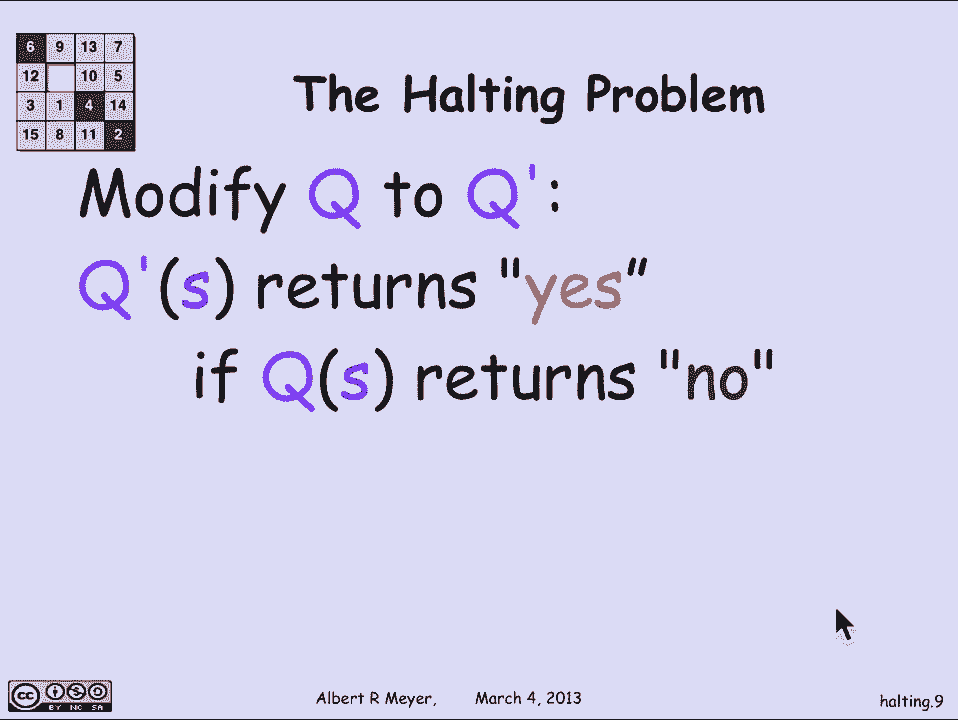 6 9 13 7
12 10 5
3 1 4 14
15 8 11 2
The Halting Problem
Modify Q to Q':
Q'(s) returns "yes”
if Q(s) returns "no"
cc BY NC SA
Albert R Meyer, March 4, 2013
halting.9